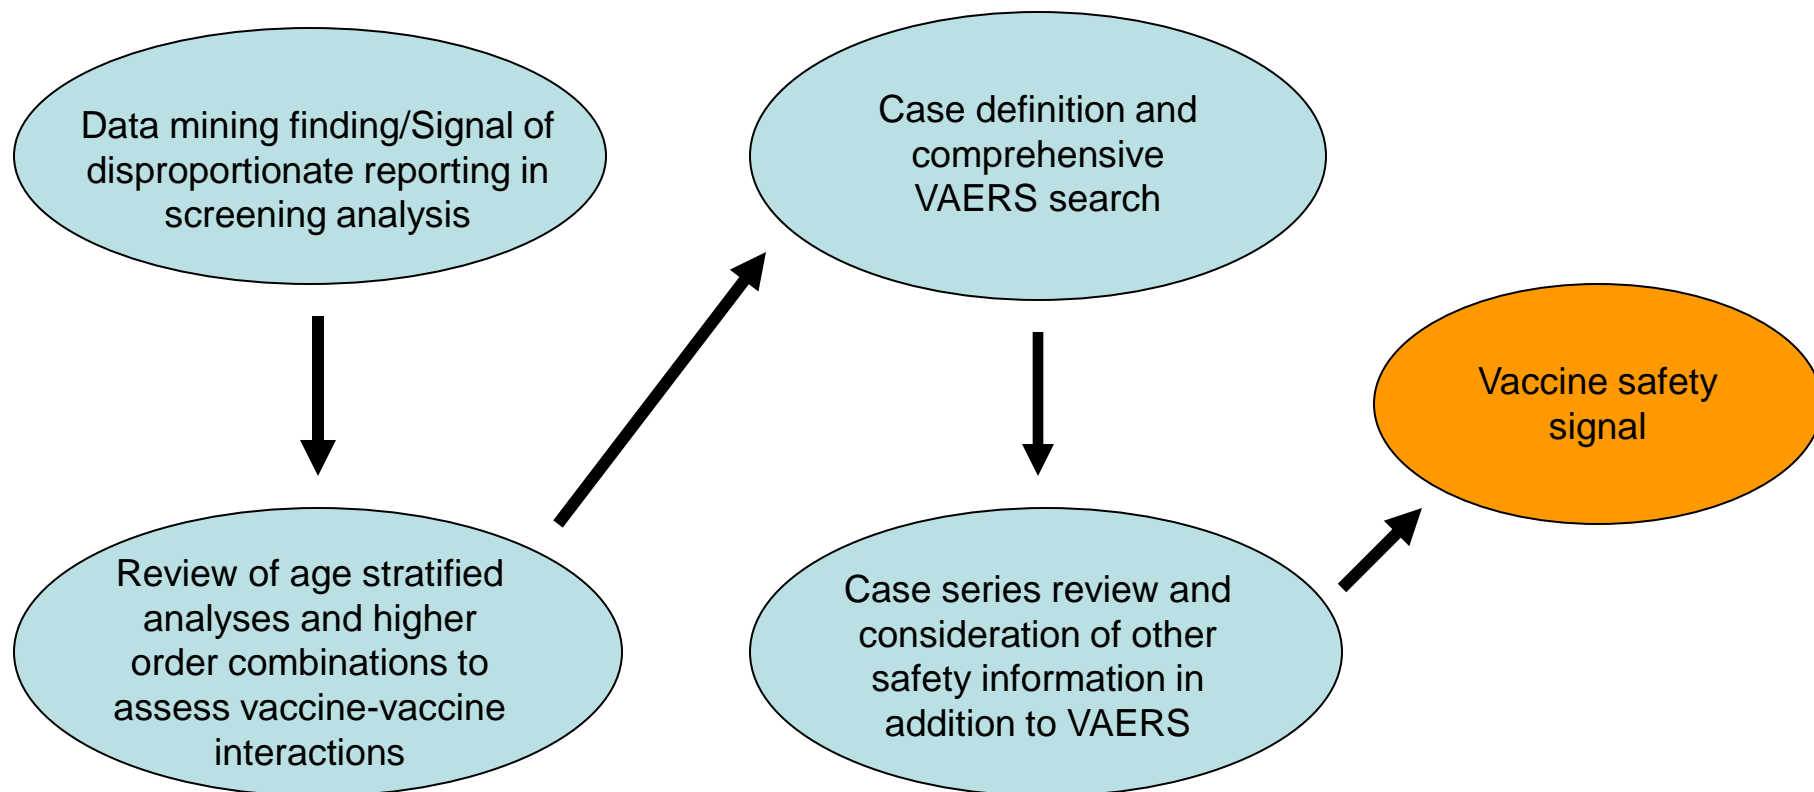 Data mining finding/Signal of
disproportionate reporting in
screening analysis
Review of age stratified
analyses and higher
order combinations to
assess vaccine-vaccine
interactions
Case definition and
comprehensive
VAERS search
Case series review and
consideration of other
safety information in
addition to VAERS
Vaccine safety
signal